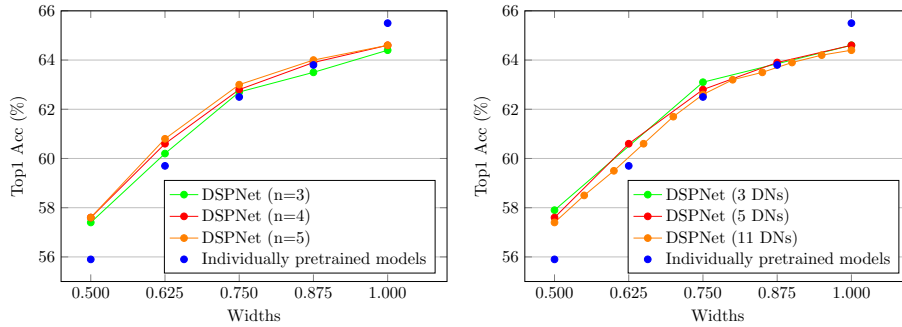 66
64
62
60
58
56
Top1 Acc (%)
DSPNet (n=3)
DSPNet (n=4)
DSPNet (n=5)
Individually pretrained models
0.500 0.625 0.750 0.875 1.000
Widths
66
64
62
60
58
56
Top1 Acc (%)
DSPNet (3 DNs)
DSPNet (5 DNs)
DSPNet (11 DNs)
Individually pretrained models
0.500 0.625 0.750 0.875 1.000
Widths